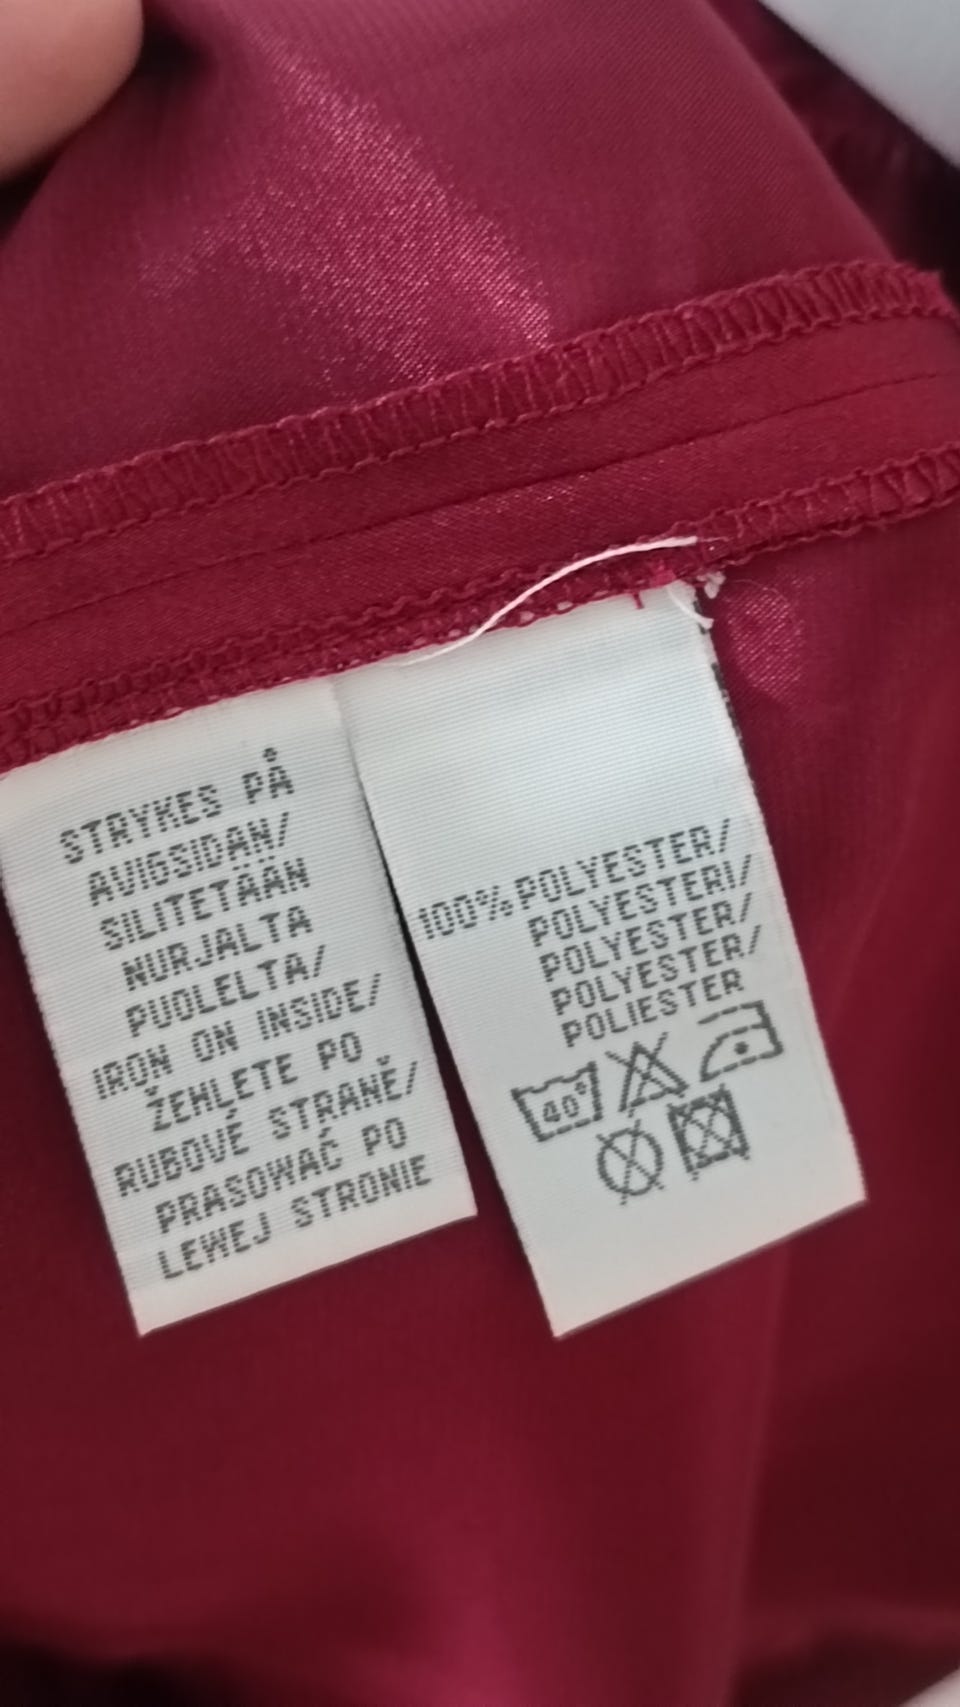 STRYKES PÅ
AVIGSIDAN/
SILITETÄÄN
NURJALTA
PUOLELTA/
IRON ON INSIDE/
ŽEHLETE PO
RUBOVÉ STRANĚ/
PRASOWAĆ PO
LEWEJ STRONIE
100% POLYESTER/
POLYESTERI/
POLYESTER/
POLYESTER/
POLIESTER
40°